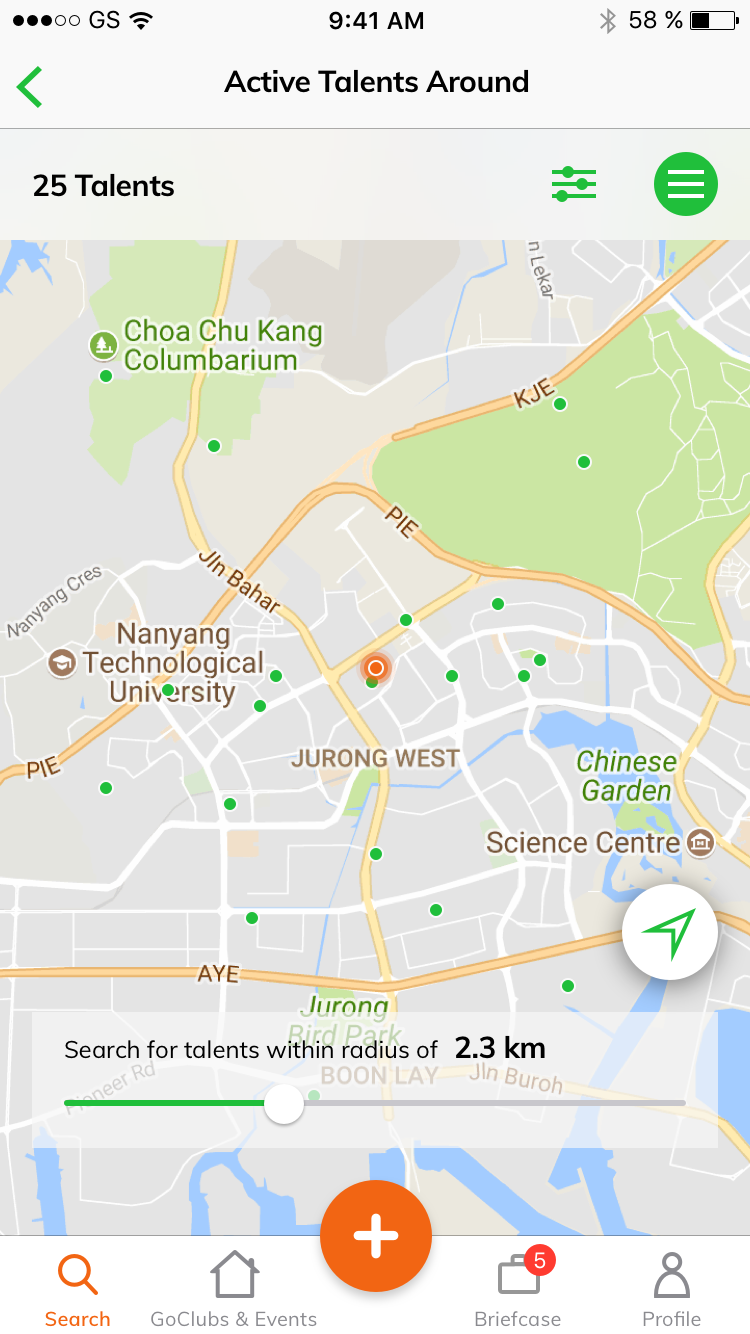 GS 9:41 AM 58 %
Active Talents Around
25 Talents
n Lekar
Choa Chu Kang
Columbarium
KJE
PIE
Jln Bahar
Nanyang Cres
Nanyang
Technological
University
PIE
JURONG WEST
Chinese
Garden
Science Centre
AYE
Jurong
Bird Park
Search for talents within radius of 2.3 km
BOON LAY
Jln Buroh
Pioneer Rd
5
Search
GoClubs & Events
Briefcase
Profile